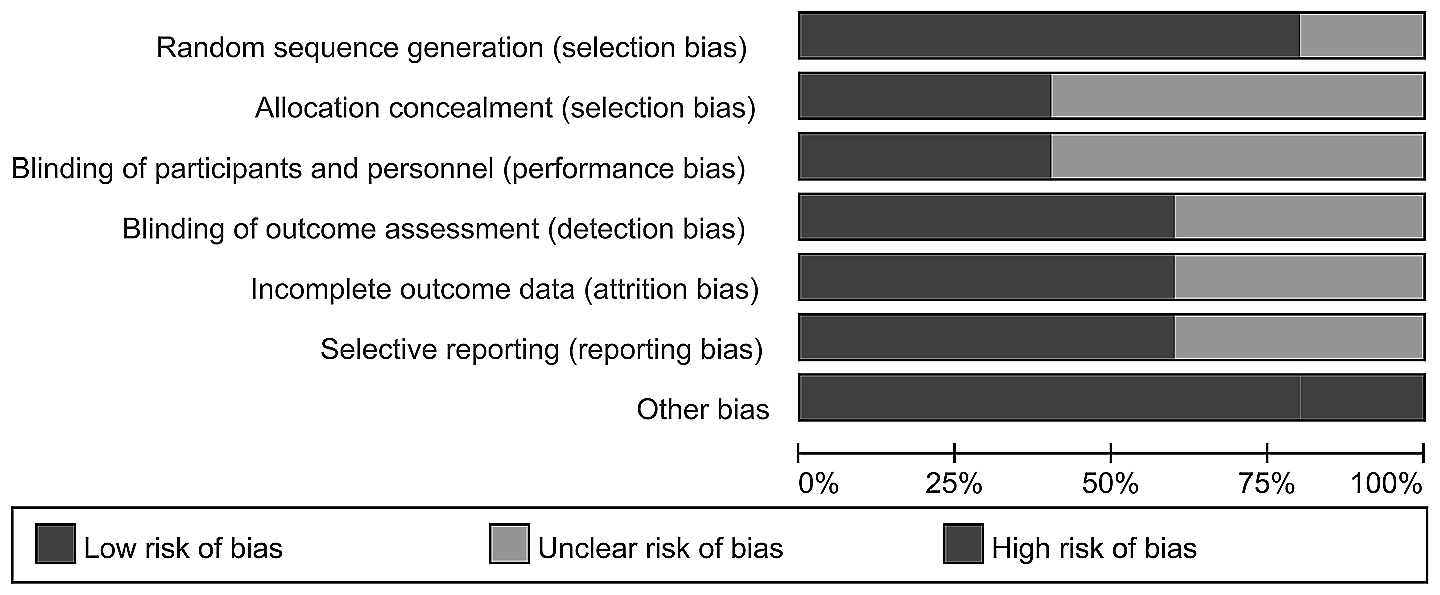 Random sequence generation (selection bias)
Allocation concealment (selection bias)
Blinding of participants and personnel (performance bias)
Blinding of outcome assessment (detection bias)
Incomplete outcome data (attrition bias)
Selective reporting (reporting bias)
Other bias
0% 25% 50% 75% 100%
Low risk of bias Unclear risk of bias High risk of bias